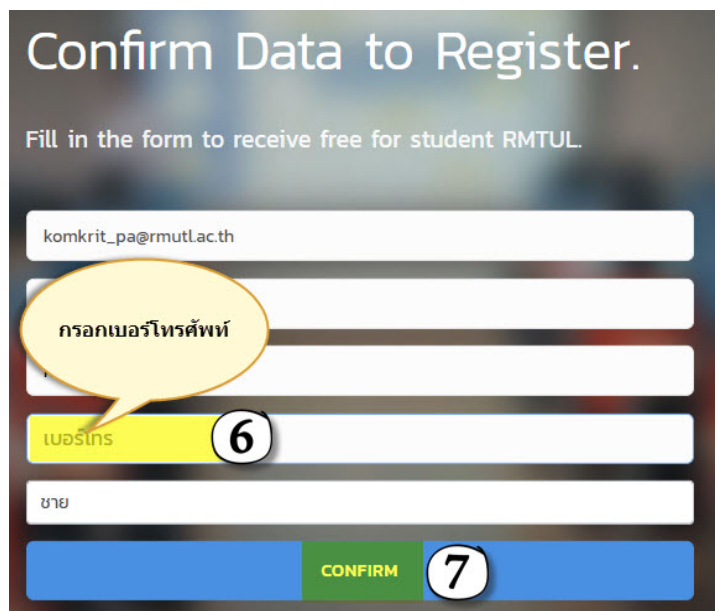 Confirm Data to Register.
Fill in the form to receive free for student RMTUL.
komkrit_pa@rmutl.ac.th
กรอกเบอร์โทรศัพท์
เบอร์โทร
6
ชาย
CONFIRM
7